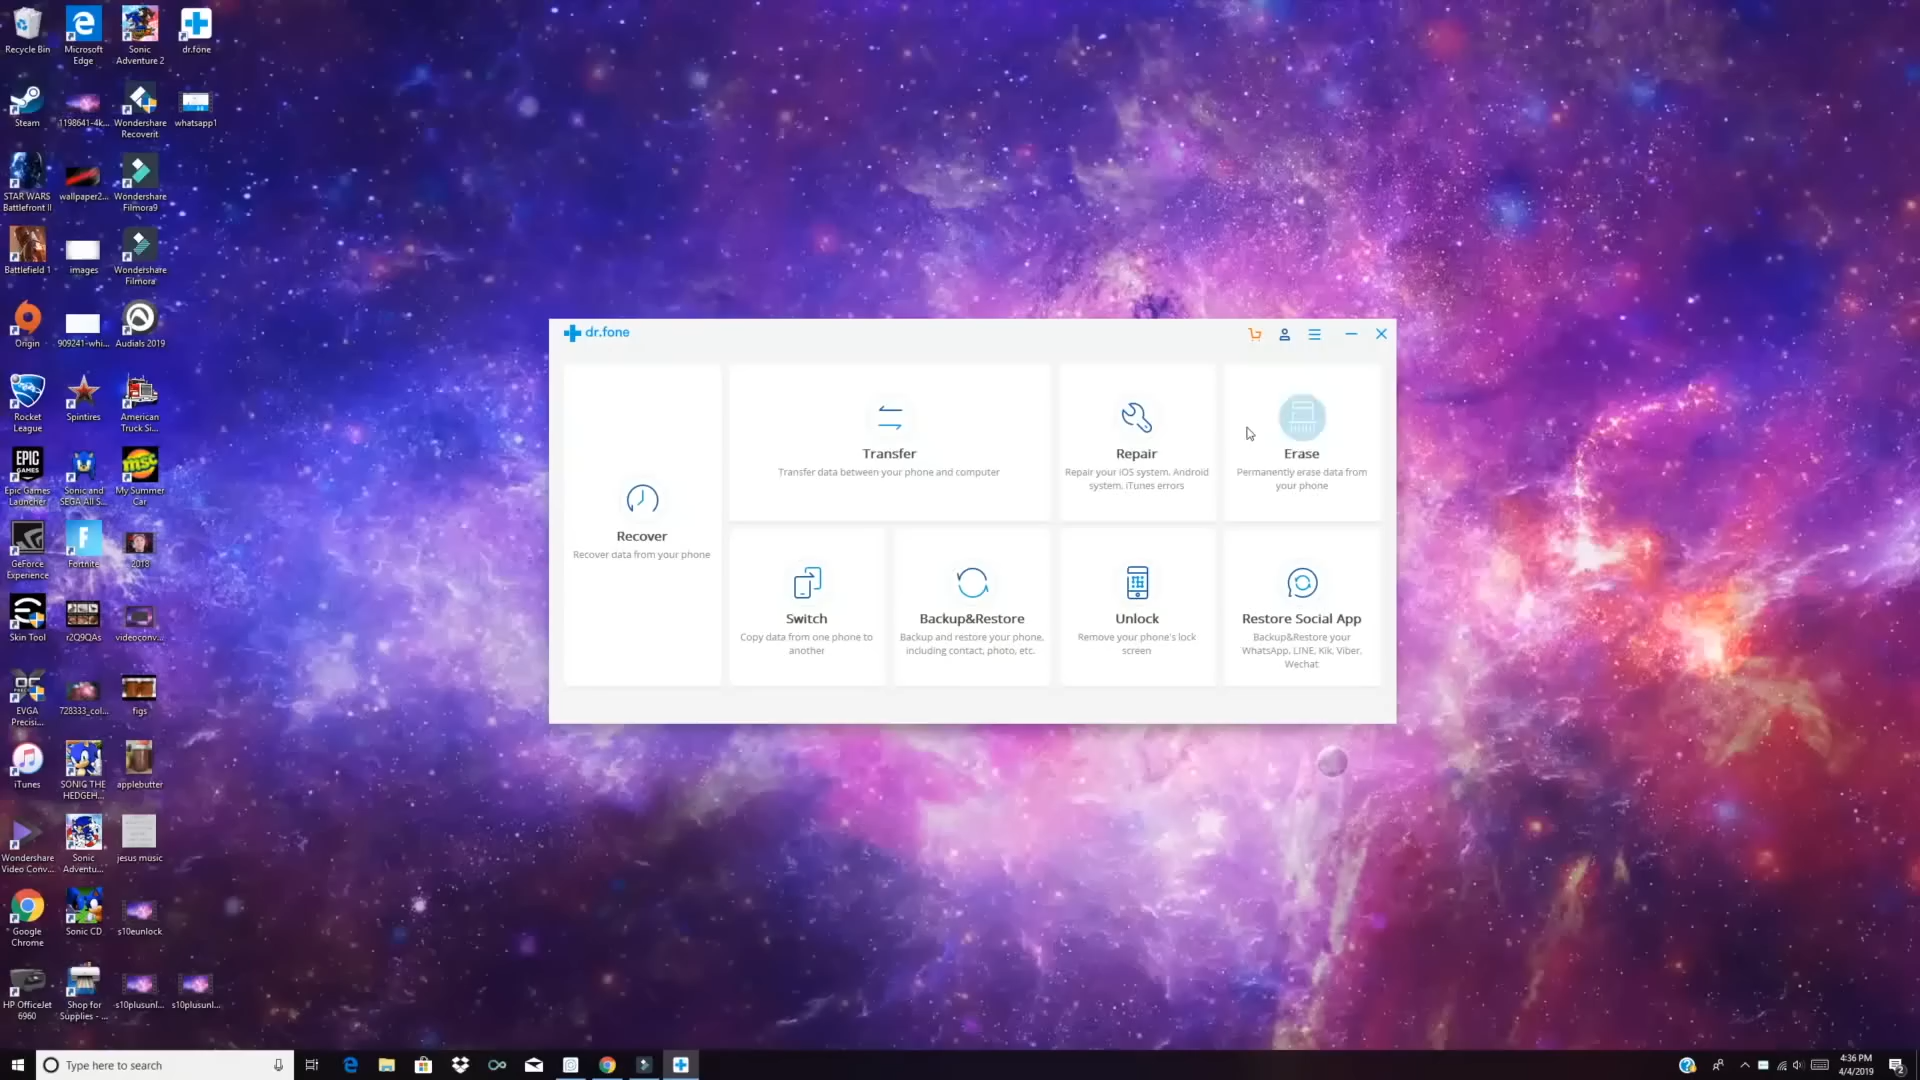 Recycle Bin
Microsoft
Edge
Sonic
Adventure 2
dr.fone
Steam
1198641-4k...
Wondershare
Recoverit
whatsapp1
STAR WARS
Battlefront II
wallpaper2...
Wondershare
Filmora9
Battlefield 1
images
Wondershare
Filmora
Origin
909241-whi...
Audials 2019
Rocket
League
Spintires
American
Truck Si...
EPIC
GAMES
Epic Games
Launcher
Sonic and
SEGA All S...
msc
My Summer
Car
GeForce
Experience
Fortnite
2018
Skin Tool
r2Q9QAs
videoconv...
EVGA
Precisi...
728333_col...
figs
iTunes
SONIC THE
HEDGEH...
applebutter
Wondershare
Video Conv...
Sonic
Adventu...
jesus music
Google
Chrome
Sonic CD
s10eunlock
HP OfficeJet
6960
Shop for
Supplies - ...
s10plusunl...
s10plusunl...
dr.fone
Recover
Recover data from your phone
Transfer
Transfer data between your phone and computer
Repair
Repair your iOS system, Android
system, iTunes errors
Erase
Permanently erase data from
your phone
Switch
Copy data from one phone to
another
Backup&Restore
Backup and restore your phone,
including contact, photo, etc.
Unlock
Remove your phone's lock
screen
Restore Social App
Backup&Restore your
WhatsApp, LINE, Kik, Viber,
Wechat
Type here to search
4:36 PM
4/4/2019
2